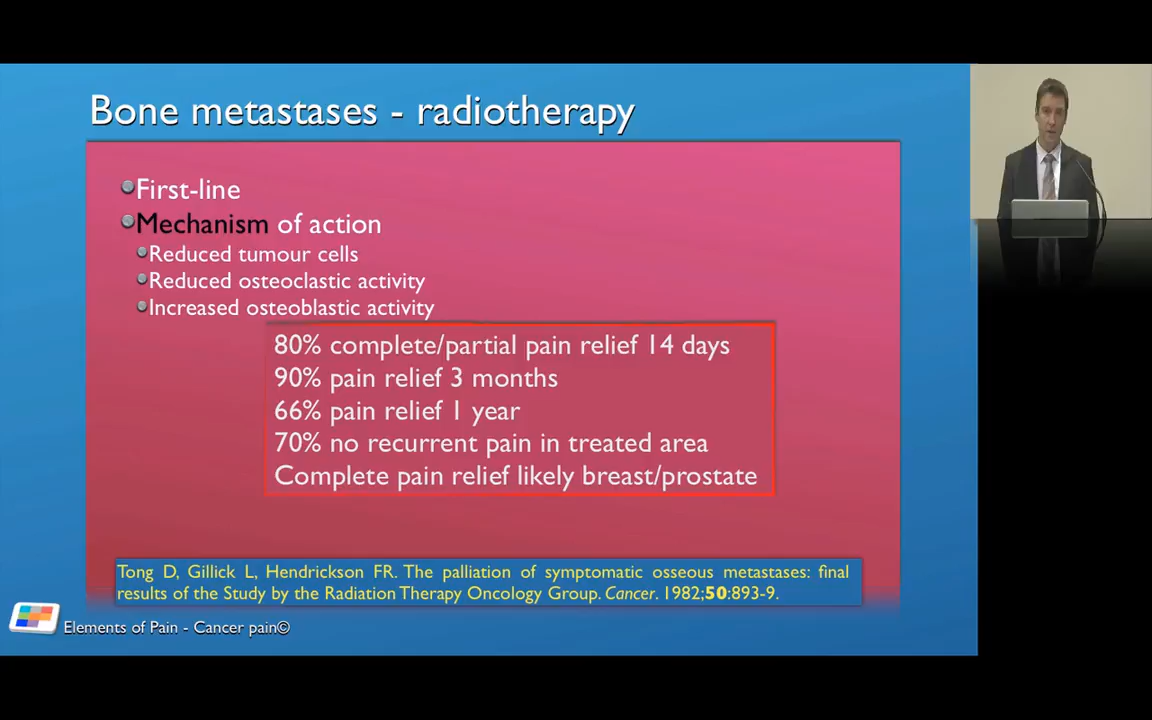 Bone metastases - radiotherapy
First-line
Mechanism of action
Reduced tumour cells
Reduced osteoclastic activity
Increased osteoblastic activity
80% complete/partial pain relief 14 days
90% pain relief 3 months
66% pain relief 1 year
70% no recurrent pain in treated area
Complete pain relief likely breast/prostate
Tong D, Gillick L, Hendrickson FR. The palliation of symptomatic osseous metastases: final
results of the Study by the Radiation Therapy Oncology Group. Cancer. 1982;50:893-9.
Elements of Pain - Cancer pain©